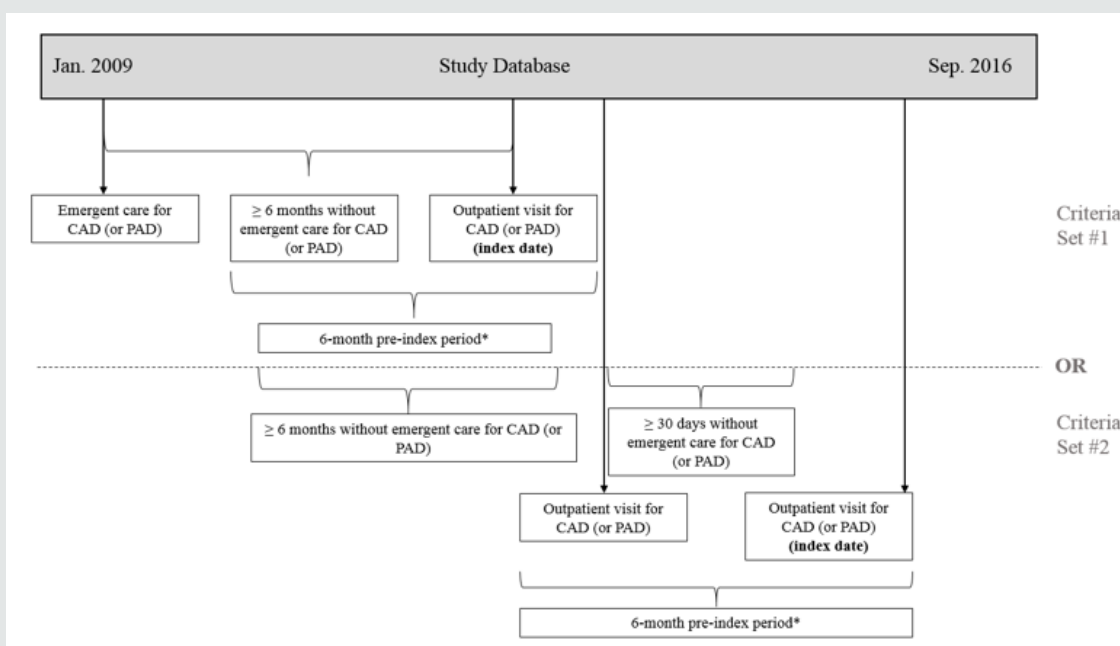 Jan. 2009
Study Database
Sep. 2016
Emergent care for
CAD (or PAD)
≥ 6 months without
emergent care for CAD
(or PAD)
Outpatient visit for
CAD (or PAD)
(index date)
Criteria
Set #1
6-month pre-index period*
OR
≥ 6 months without emergent care for CAD (or
PAD)
≥ 30 days without
emergent care for CAD
(or PAD)
Criteria
Set #2
Outpatient visit for
CAD (or PAD)
Outpatient visit for
CAD (or PAD)
(index date)
6-month pre-index period*